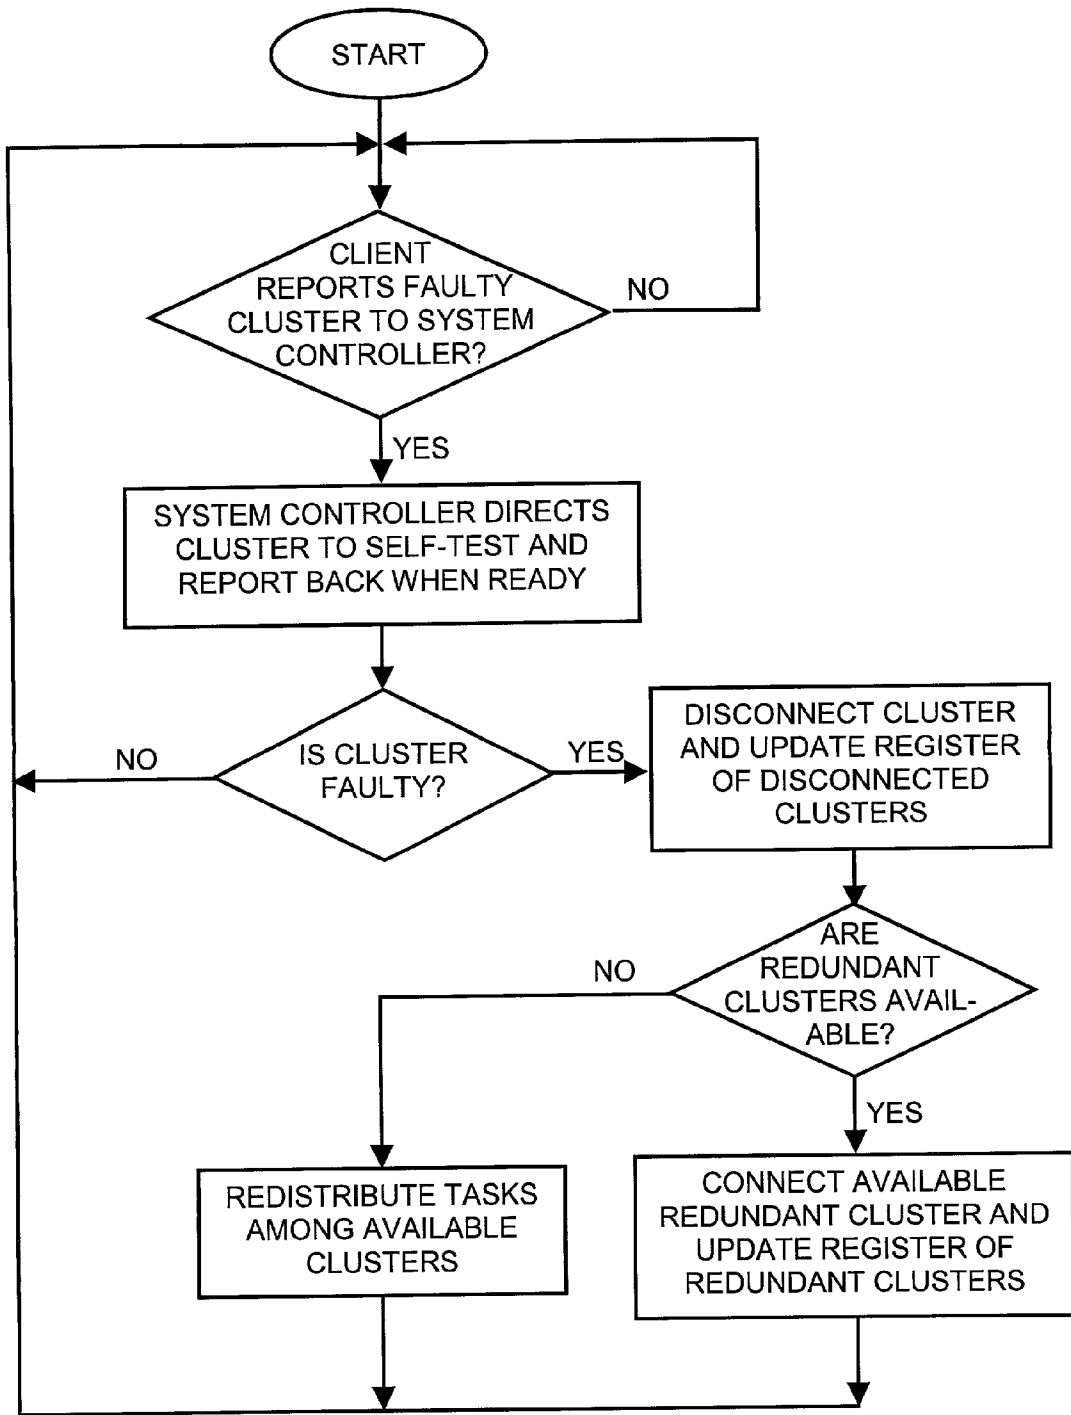 START
CLIENT
REPORTS FAULTY
CLUSTER TO SYSTEM
CONTROLLER?
NO
YES
SYSTEM CONTROLLER DIRECTS
CLUSTER TO SELF-TEST AND
REPORT BACK WHEN READY
NO
IS CLUSTER
FAULTY?
YES
DISCONNECT CLUSTER
AND UPDATE REGISTER
OF DISCONNECTED
CLUSTERS
ARE
REDUNDANT
CLUSTERS AVAIL-
ABLE?
NO
YES
REDISTRIBUTE TASKS
AMONG AVAILABLE
CLUSTERS
CONNECT AVAILABLE
REDUNDANT CLUSTER AND
UPDATE REGISTER OF
REDUNDANT CLUSTERS